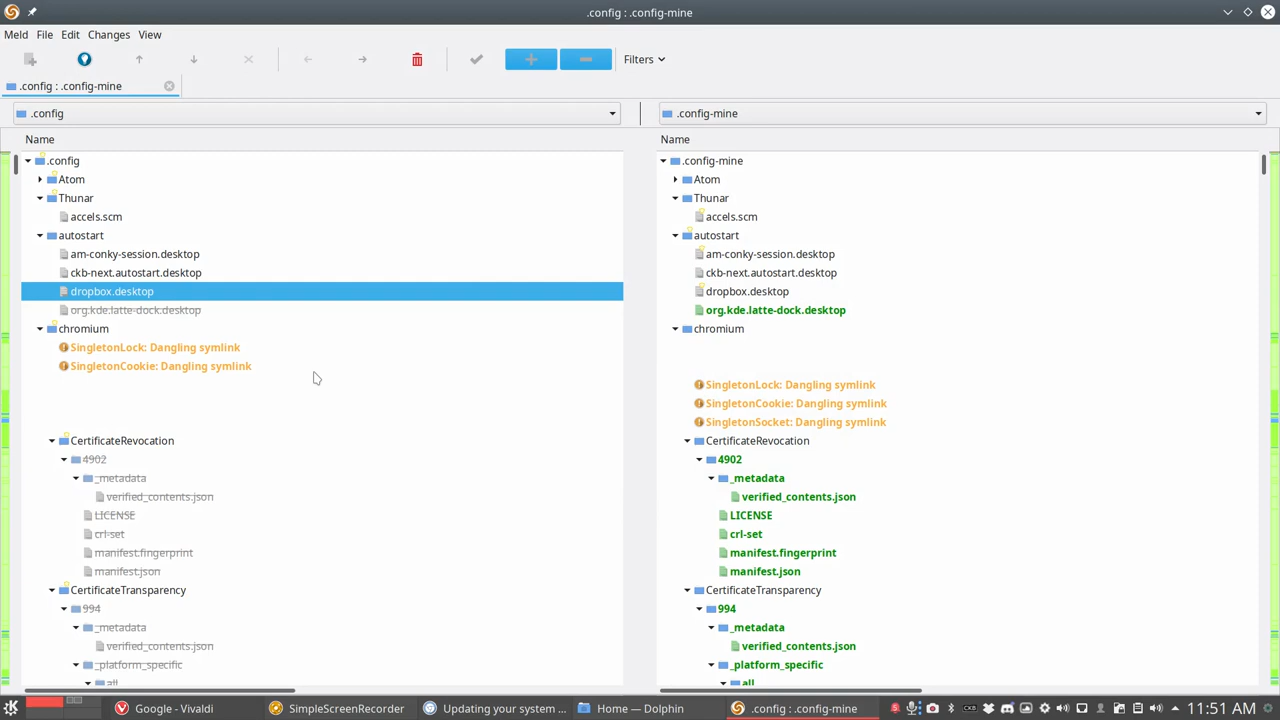 .config : .config-mine
Meld File Edit Changes View
Filters
.config : .config-mine
.config
.config-mine
Name
Name
.config
Atom
Thunar
accels.scm
autostart
am-conky-session.desktop
ckb-next.autostart.desktop
dropbox.desktop
org.kde.latte-dock.desktop
chromium
SingletonLock: Dangling symlink
SingletonCookie: Dangling symlink
CertificateRevocation
4902
_metadata
verified_contents.json
LICENSE
crl-set
manifest.fingerprint
manifest.json
CertificateTransparency
994
_metadata
verified_contents.json
_platform_specific
all
.config-mine
Atom
Thunar
accels.scm
autostart
am-conky-session.desktop
ckb-next.autostart.desktop
dropbox.desktop
org.kde.latte-dock.desktop
chromium
SingletonLock: Dangling symlink
SingletonCookie: Dangling symlink
SingletonSocket: Dangling symlink
CertificateRevocation
4902
_metadata
verified_contents.json
LICENSE
crl-set
manifest.fingerprint
manifest.json
CertificateTransparency
994
_metadata
verified_contents.json
_platform_specific
all
Google - Vivaldi
SimpleScreenRecorder
Updating your system ...
Home — Dolphin
.config : .config-mine
11:51 AM